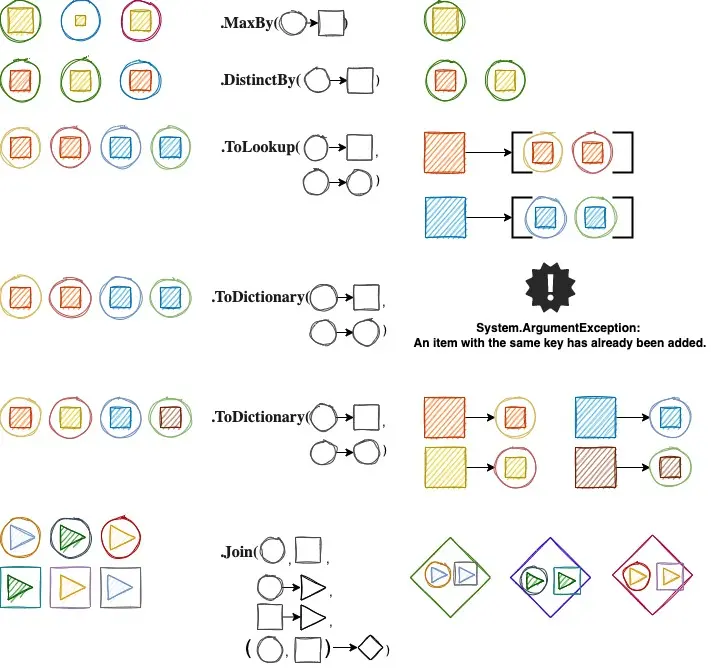 .MaxBy( )
.DistinctBy( )
.ToLookup( ,
)
.ToDictionary( ,
)
System.ArgumentException:
An item with the same key has already been added.
.ToDictionary( ,
)
.Join( , ,
,
,
( , ) )